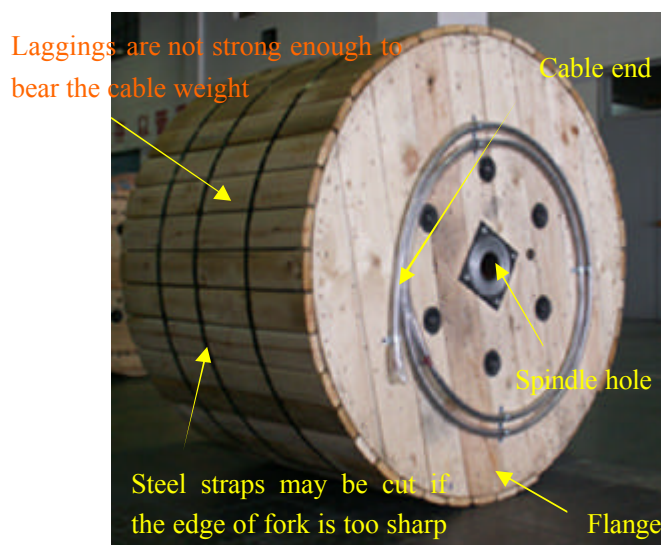 Laggings are not strong enough to
bear the cable weight
Cable end
Spindle hole
Steel straps may be cut if
the edge of fork is too sharp
Flange